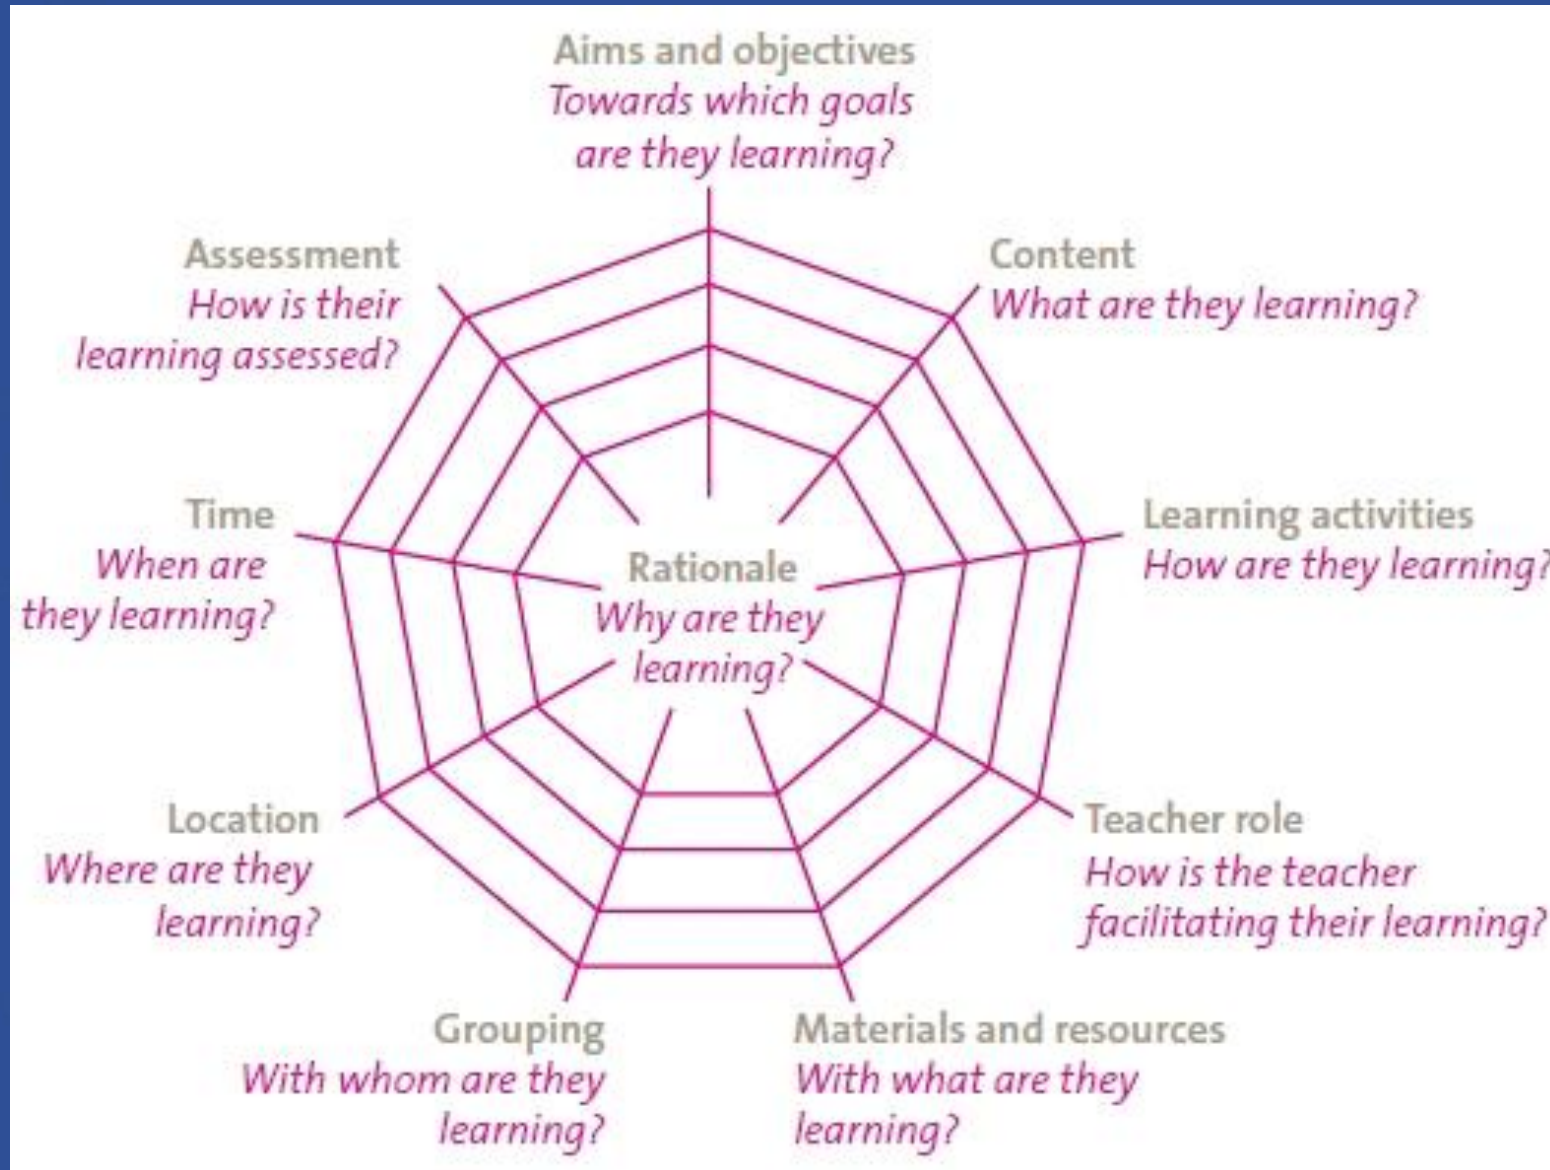 Aims and objectives
Towards which goals
are they learning?
Assessment
How is their
learning assessed?
Content
What are they learning?
Time
When are
they learning?
Rationale
Why are they
learning?
Learning activities
How are they learning?
Location
Where are they
learning?
Teacher role
How is the teacher
facilitating their learning?
Grouping
With whom are they
learning?
Materials and resources
With what are they
learning?